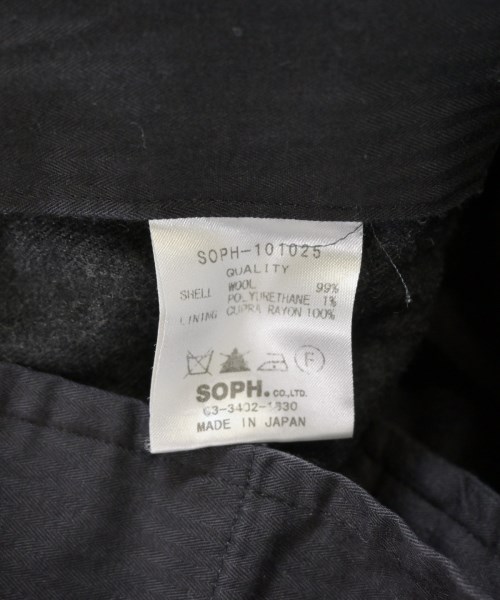 SOPH-101025
QUALITY
SHELL WOOL 99%
POLYURETHANE 1%
LINING CUPRA RAYON 100%
F
SOPH. CO.,LTD.
03-3402-1630
MADE IN JAPAN